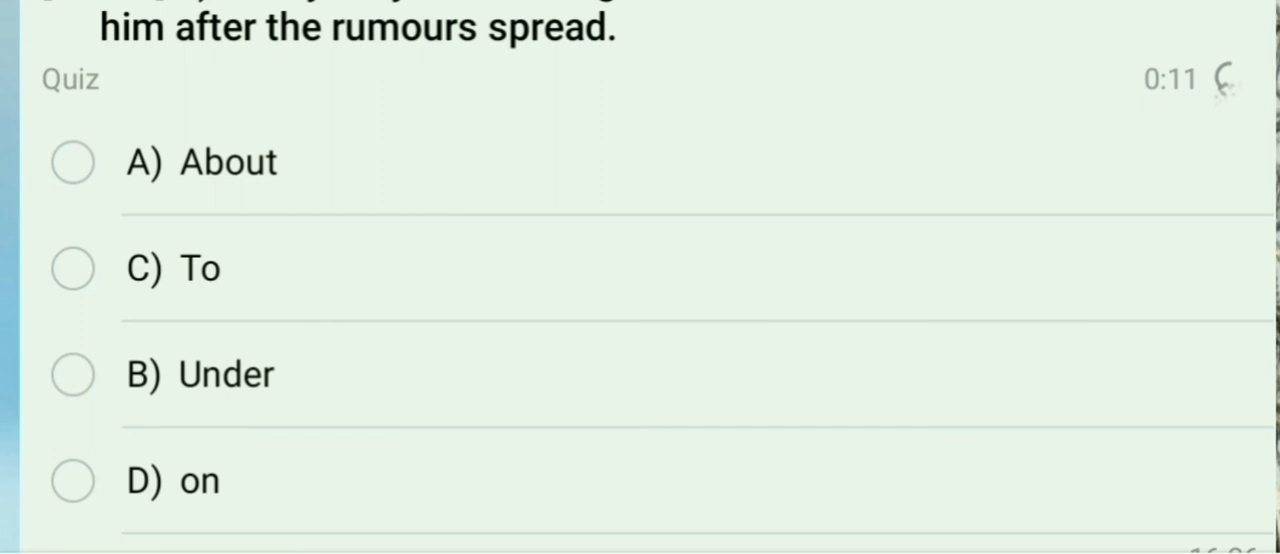 him after the rumours spread.
Quiz
0:11
A) About
C) To
B) Under
D) on